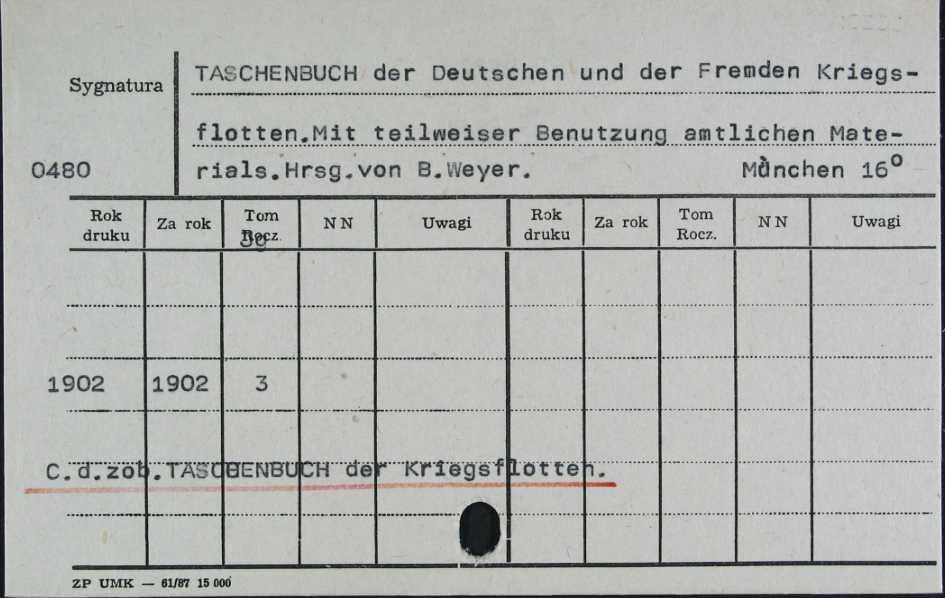 TASCHENBUCH der Deutschen und der Fremden Kriegs-
Sygnatura
flotten.Mit teilweiser Benutzung amtlichen Mate-
0480 rials.Hrsg.von B.Weyer. München 16°
Rok druku Za rok Tom Rocz. NN Uwagi Rok druku Za rok Tom Rocz. NN Uwagi
1902 1902 3
C.d.zob.TASCHENBUCH der Kriegsflotten.
ZP UMK — 61/87 15 000